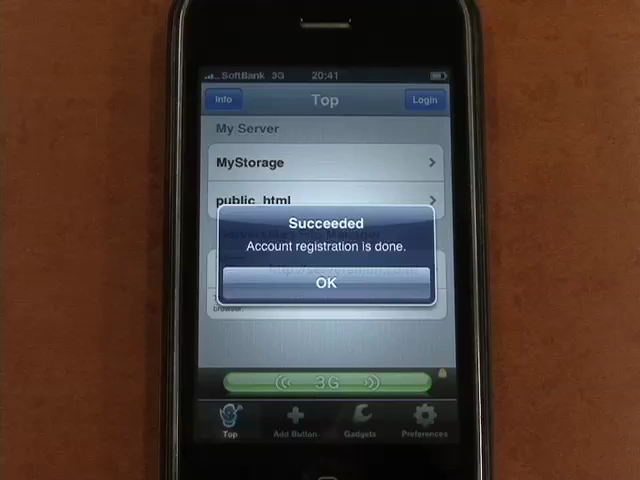 SoftBank 3G 20:41
Info Top Login
My Server
MyStorage
public_html
Succeeded
Account registration is done.
OK
browser.
3G
Top Add Button Gadgets Preferences